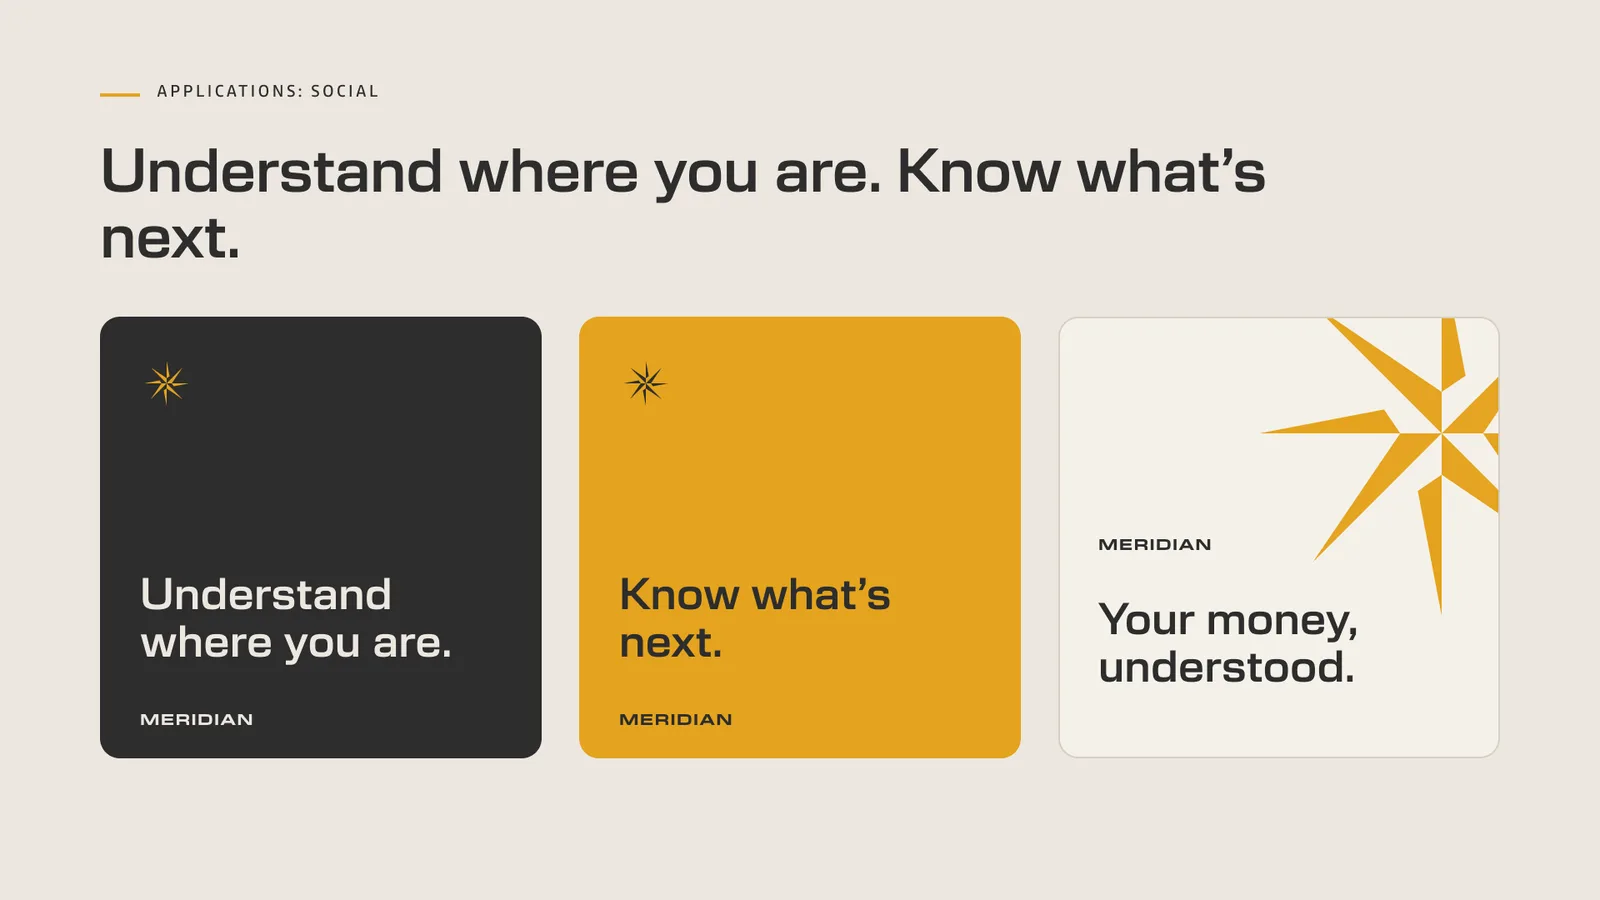 APPLICATIONS: SOCIAL
Understand where you are. Know what’s
next.
Understand
where you are.
MERIDIAN
Know what’s
next.
MERIDIAN
MERIDIAN
Your money,
understood.